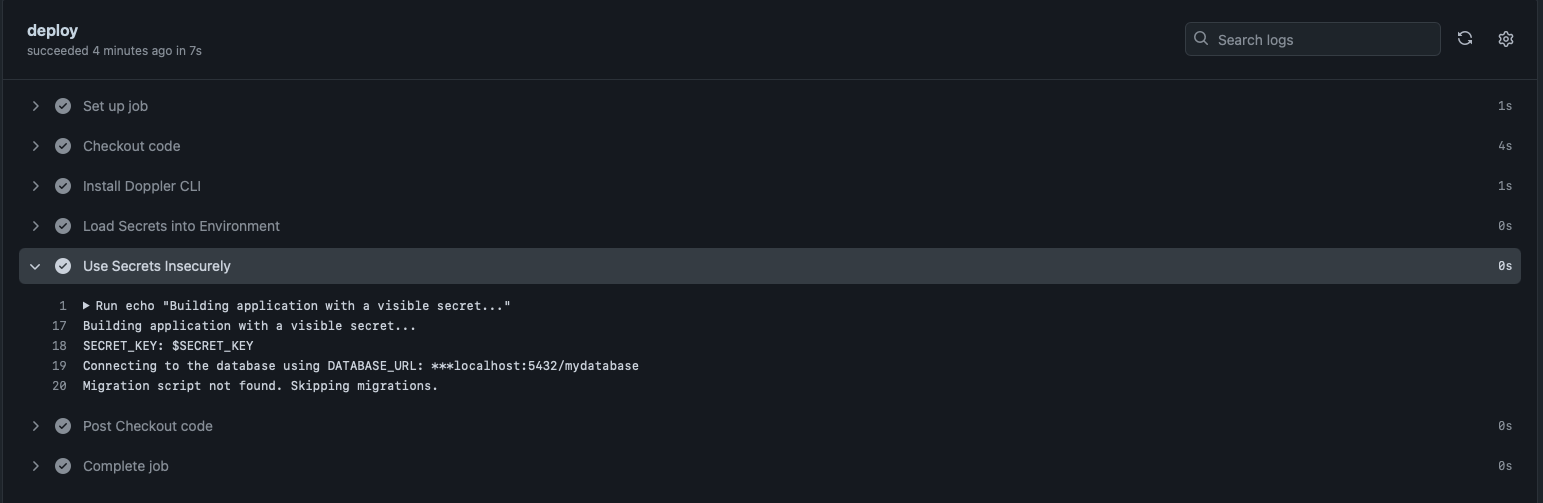 deploy
succeeded 4 minutes ago in 7s
Search logs
Set up job 1s
Checkout code 4s
Install Doppler CLI 1s
Load Secrets into Environment 0s
Use Secrets Insecurely 0s
1 Run echo "Building application with a visible secret..."
17 Building application with a visible secret...
18 SECRET_KEY: $SECRET_KEY
19 Connecting to the database using DATABASE_URL: ***localhost:5432/mydatabase
20 Migration script not found. Skipping migrations.
Post Checkout code 0s
Complete job 0s